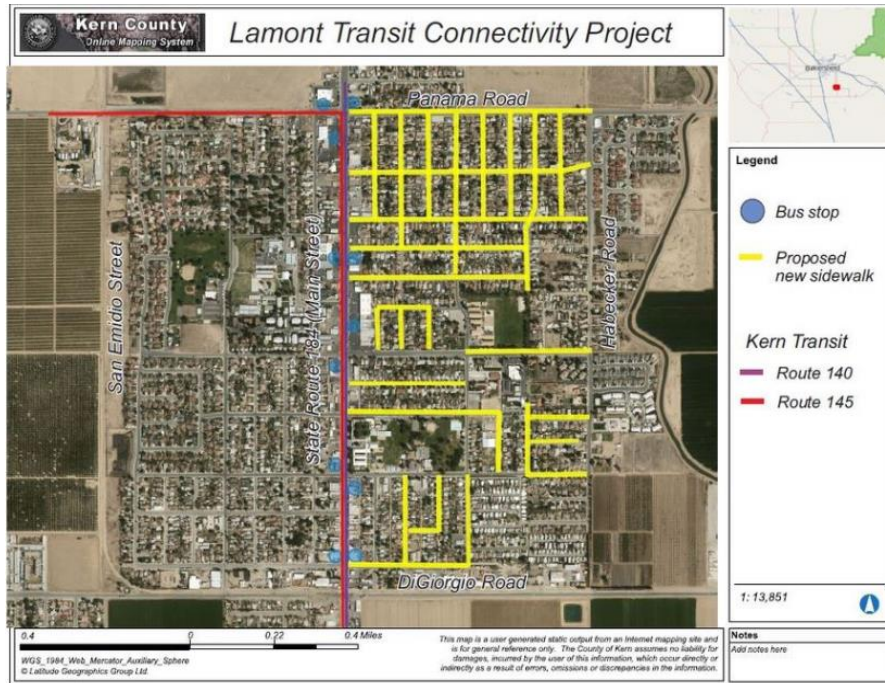 Kern County
Online Mapping System
Lamont Transit Connectivity Project
Bakersfield
Panama Road
San Emidio Street
State Route 184 (Main Street)
Habecker Road
DiGiorgio Road
Legend
Bus stop
Proposed
new sidewalk
Kern Transit
Route 140
Route 145
1: 13,851
0.4
0
0.22
0.4 Miles
WGS_1984_Web_Mercator_Auxiliary_Sphere
© Latitude Geographics Group Ltd.
This map is a user generated static output from an Internet mapping site and
is for general reference only. The County of Kern assumes no liability for
damages, incurred by the user of this information, which occur directly or
indirectly as a result of errors, omissions or discrepancies in the information.
Notes
Add notes here